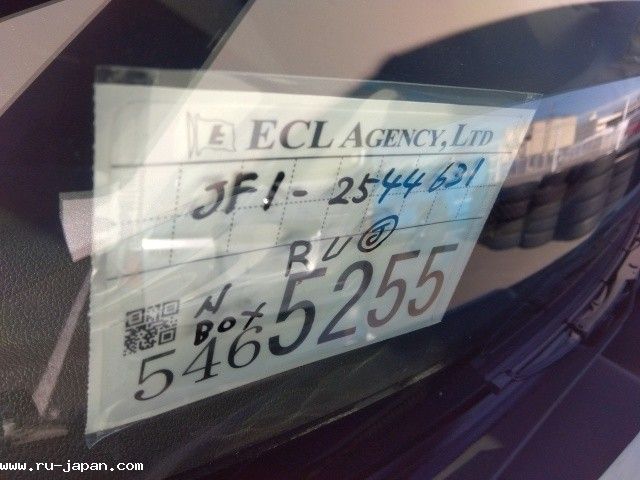 E ECL AGENCY, LTD
JF1-2544631
RU J
N
BOX
5465255
www.ru-japan.com